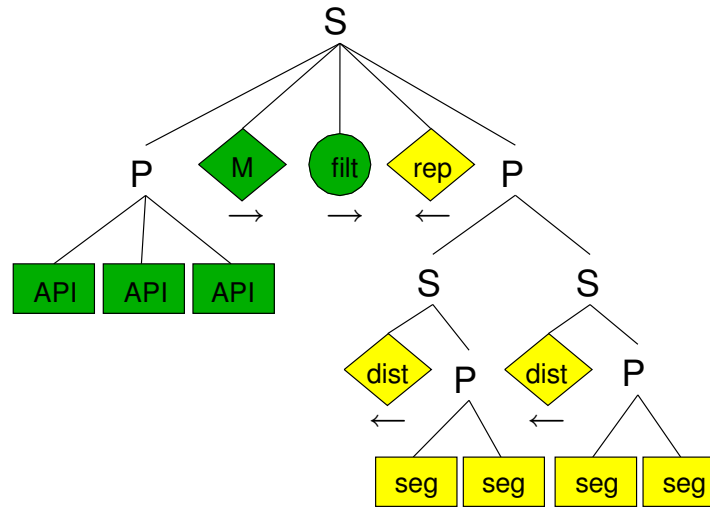 S
P M filt rep P
→ → ←
API API API S S
dist P dist P
← ←
seg seg seg seg